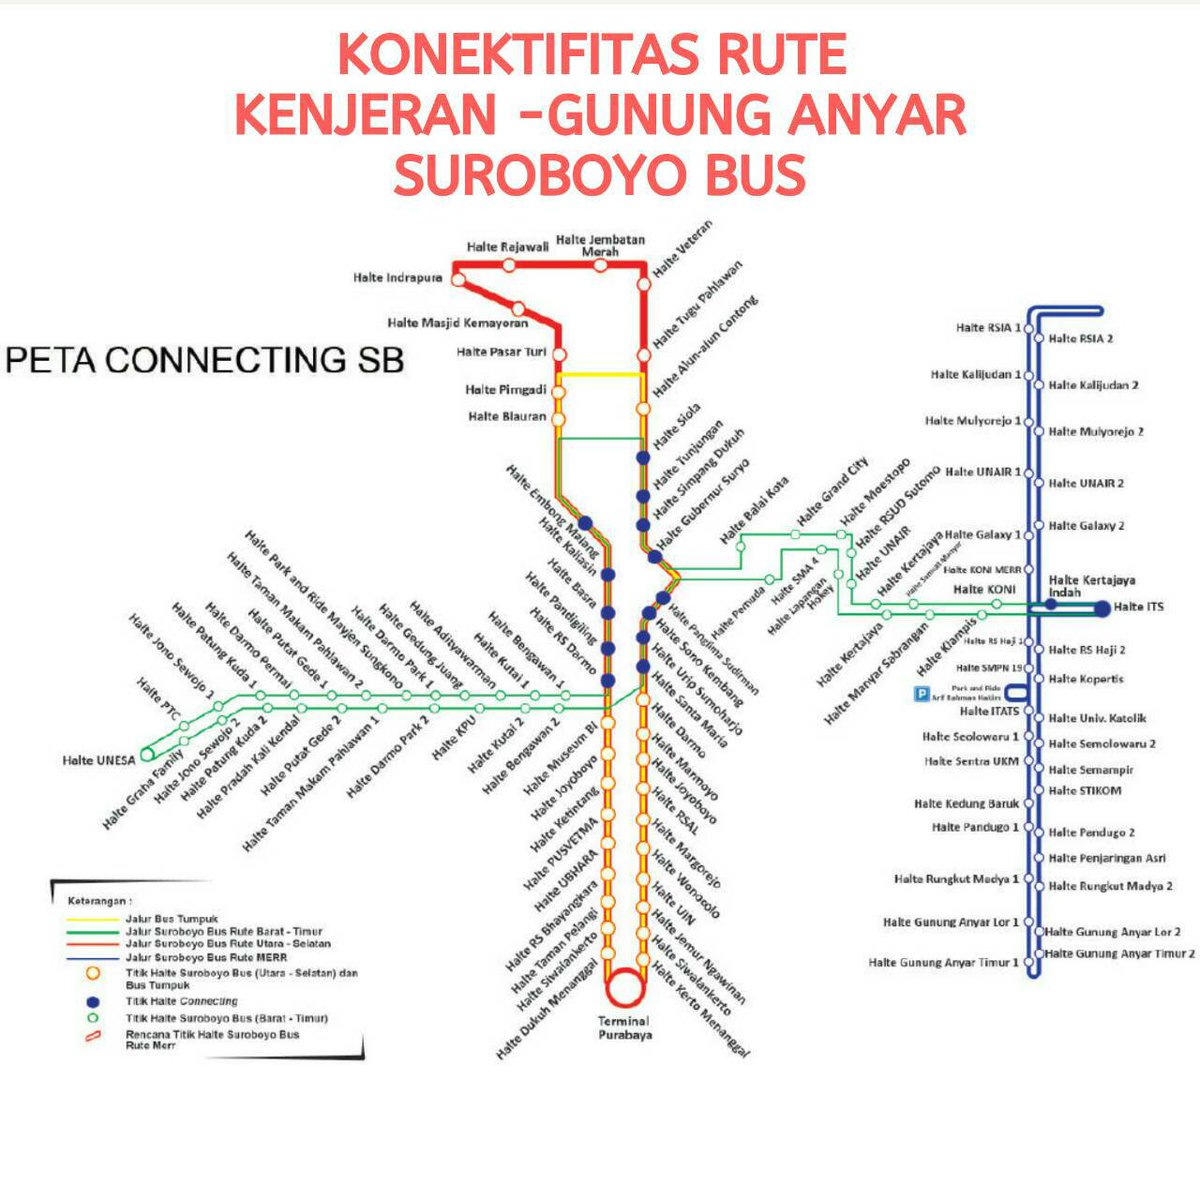 KONEKTIFITAS RUTE
KENJERAN -GUNUNG ANYAR
SUROBOYO BUS
PETA CONNECTING SB
Halte Rajawali
Halte Jembatan
Merah
Halte Veteran
Halte Indrapura
Halte Masjid Kemayoran
Halte Tugu Pahlawan
Halte Pasar Turi
Halte Alun-alun Contong
Halte Pirngadi
Halte Blauran
Halte Siola
Halte Tunjungan
Halte Simpang Dukuh
Halte Gubernur Suryo
Halte Embong Malang
Halte Kaliasin
Halte Basra
Halte Pandigiling
Halte RS Darmo
Halte Balai Kota
Halte Grand City
Halte Moestopo
Halte RSUD Sutomo
Halte UNAIR
Halte Kertajaya
Halte Samsat Manyar
Halte KONI
Halte Kertajaya
Indah
Halte ITS
Halte Pemuda
Halte SMA 4
Halte Lapangan
Hokey
Halte Kertajaya
Halte Manyar Sabrangan
Halte Klampis
Halte Panglima Sudirman
Halte Sono Kembang
Halte Urip Sumoharjo
Halte Santa Maria
Halte Darmo
Halte Marmoyo
Halte Joyoboyo
Halte RSAL
Halte Margorejo
Halte Wonocolo
Halte UIN
Halte Jemur Ngawinan
Halte Siwalankerto
Halte Kerto Menanggal
Halte Park and Ride Mayjen Sungkono
Halte Taman Makam Pahlawan 2
Halte Putat Gede 1
Halte Darmo Permai
Halte Patung Kuda 1
Halte Jono Sewojo 1
Halte PTC
Halte UNESA
Halte Darmo Park 1
Halte Gedung Juang
Halte Adityawarman
Halte Kutai 1
Halte Bengawan 1
Halte Graha Family
Halte Jono Sewojo 2
Halte Patung Kuda 2
Halte Pradah Kali Kendal
Halte Putat Gede 2
Halte Taman Makam Pahlawan 1
Halte Darmo Park 2
Halte KPU
Halte Kutai 2
Halte Bengawan 2
Halte Museum BI
Halte Joyoboyo
Halte Ketintang
Halte PUSVETMA
Halte UBHARA
Halte RS Bhayangkara
Halte Taman Pelangi
Halte Siwalankerto
Halte Dukuh Menanggal
Terminal
Purabaya
Halte RSIA 1
Halte RSIA 2
Halte Kalijudan 1
Halte Kalijudan 2
Halte Mulyorejo 1
Halte Mulyorejo 2
Halte UNAIR 1
Halte UNAIR 2
Halte Galaxy 1
Halte Galaxy 2
Halte KONI MERR
Halte RS Haji 1
Halte RS Haji 2
Halte SMPN 19
Halte Kopertis
P
Park and Ride
Arif Rahman Hakim
Halte ITATS
Halte Univ. Katolik
Halte Seoloworu 1
Halte Semolowaru 2
Halte Sentra UKM
Halte Semampir
Halte STIKOM
Halte Kedung Baruk
Halte Pandugo 1
Halte Pandugo 2
Halte Penjaringan Asri
Halte Rungkut Madya 1
Halte Rungkut Madya 2
Halte Gunung Anyar Lor 1
Halte Gunung Anyar Lor 2
Halte Gunung Anyar Timur 1
Halte Gunung Anyar Timur 2
Keterangan :
Jalur Bus Tumpuk
Jalur Suroboyo Bus Rute Barat - Timur
Jalur Suroboyo Bus Rute Utara - Selatan
Jalur Suroboyo Bus Rute MERR
Titik Halte Suroboyo Bus (Utara - Selatan) dan
Bus Tumpuk
Titik Halte Connecting
Titik Halte Suroboyo Bus (Barat - Timur)
Rencana Titik Halte Suroboyo Bus
Rute Merr